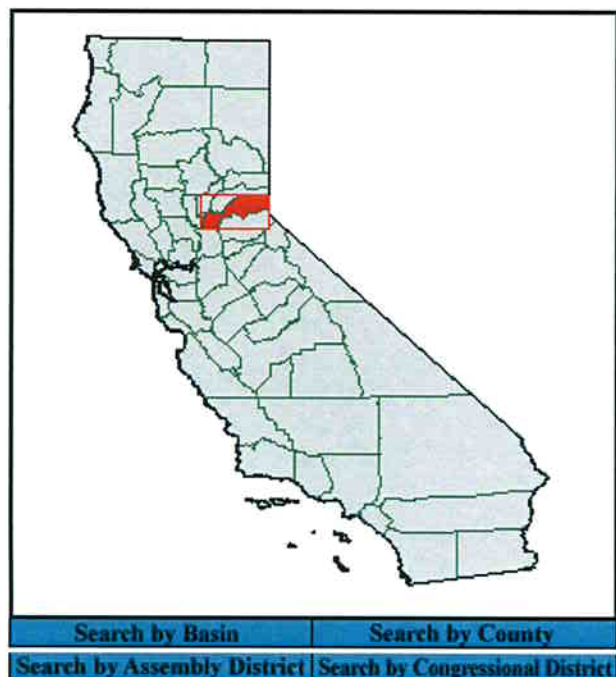 Search by Basin
Search by County
Search by Assembly District
Search by Congressional District